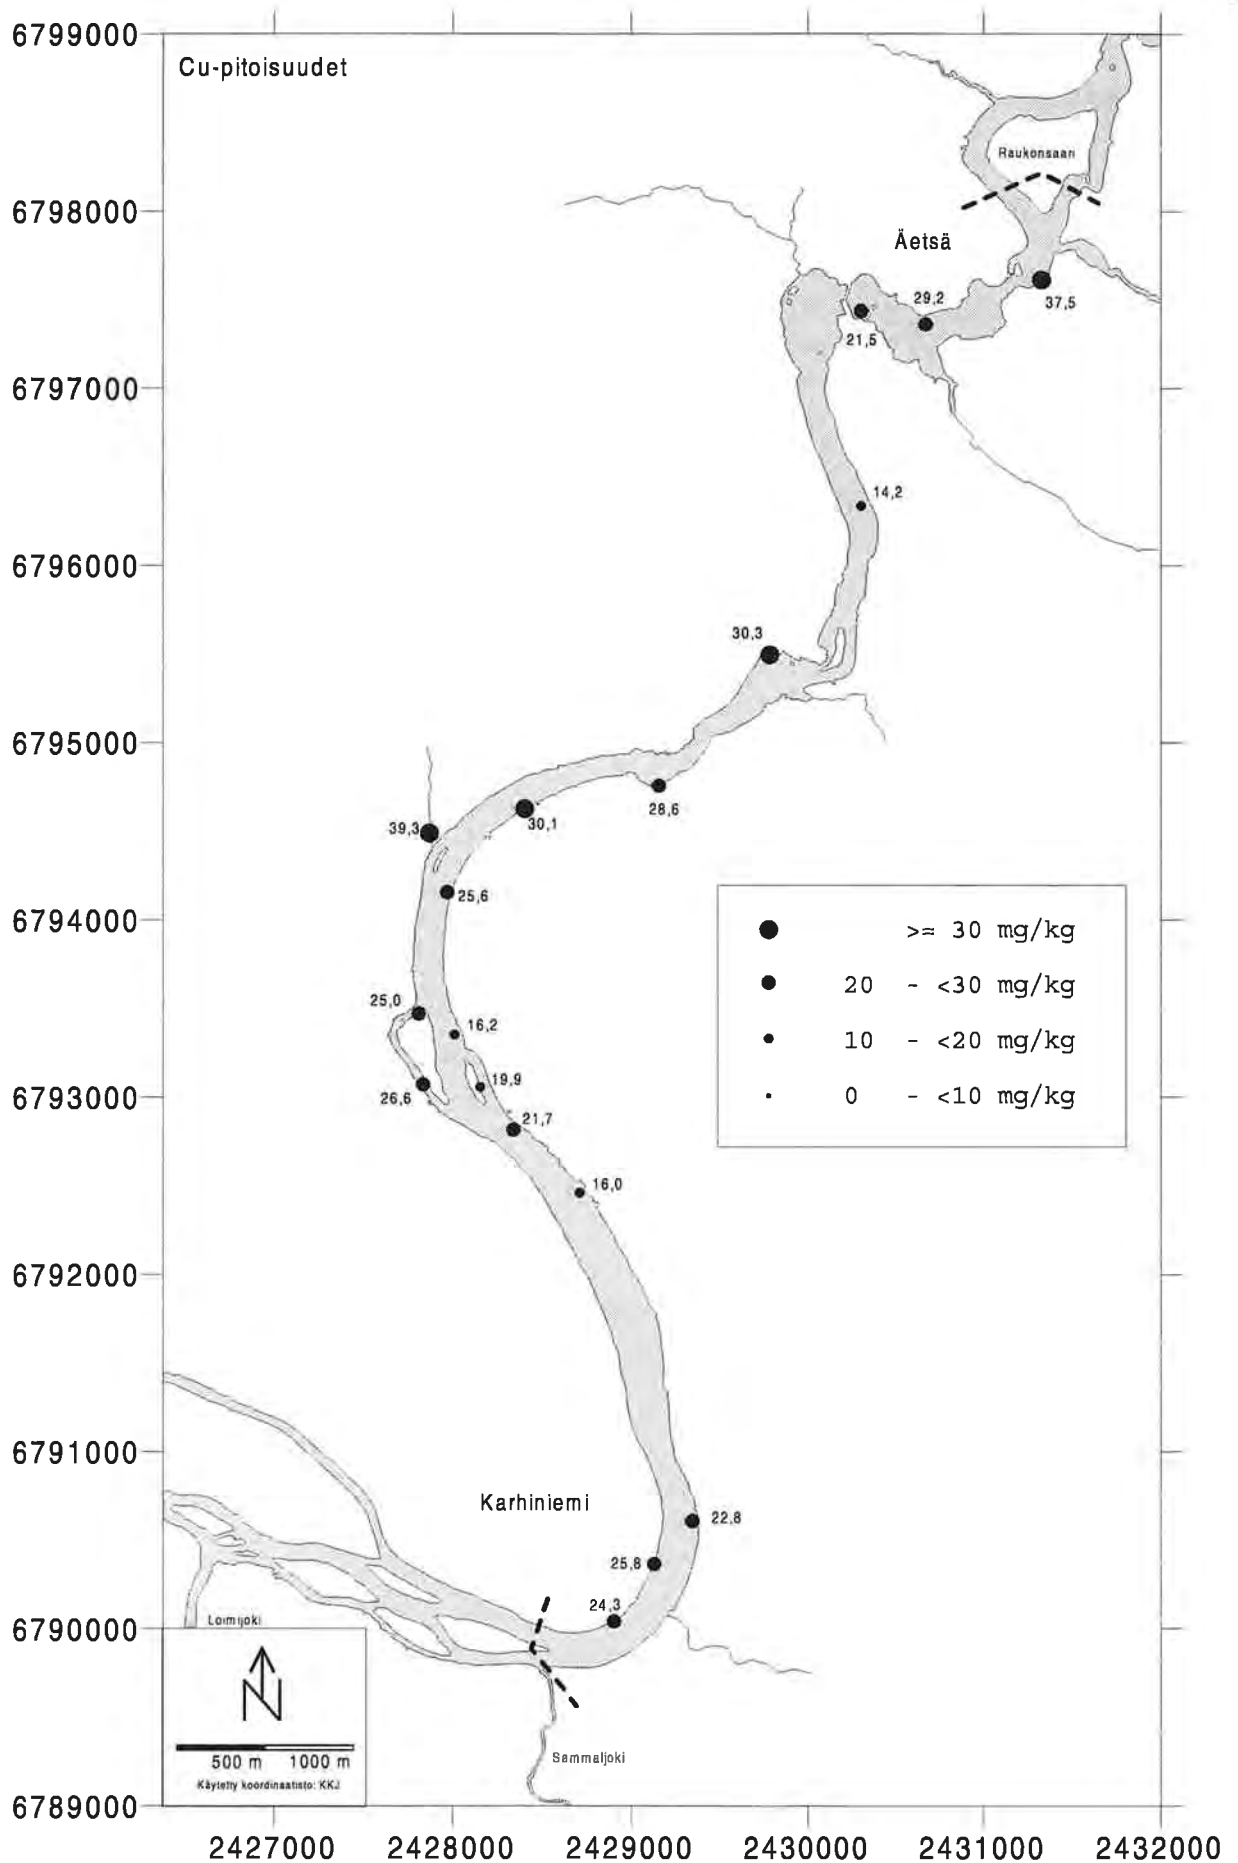 6799000
Cu-pitoisuudet
Raukonsaari
6798000
Äetsä
29,2
37,5
21,5
6797000
14,2
6796000
30,3
6795000
28,6
30,1
39,3
25,6
6794000
>= 30 mg/kg
20 - <30 mg/kg
10 - <20 mg/kg
0 - <10 mg/kg
25,0
16,2
19,9
26,6
6793000
21,7
16,0
6792000
6791000
Karhiniemi
22,8
25,8
24,3
Loimijoki
6790000
N
500 m 1000 m
Käytetty koordinaatisto: KKJ
Sammaljoki
6789000
2427000 2428000 2429000 2430000 2431000 2432000